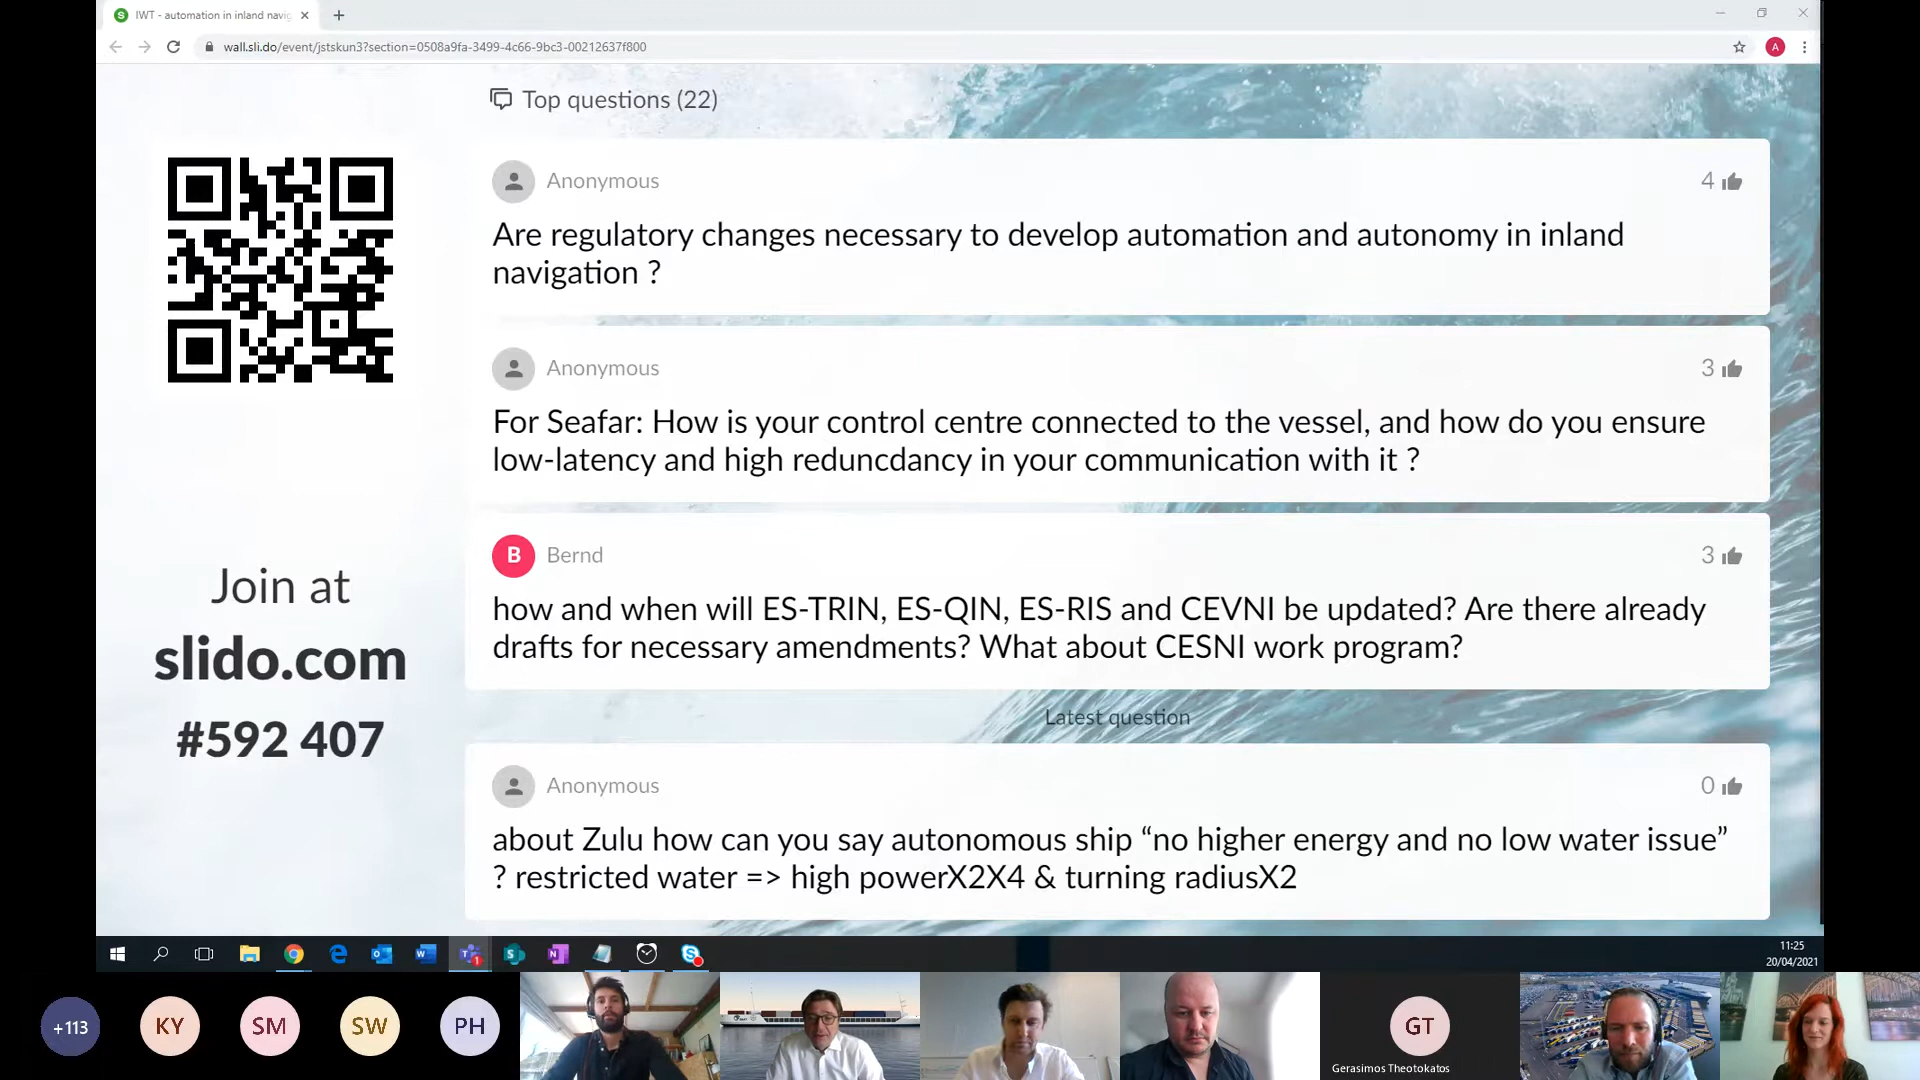 IWT - automation in inland navig
wall.sli.do/event/jstskun3?section=0508a9fa-3499-4c66-9bc3-00212637f800
A
Top questions (22)
Anonymous
4
Are regulatory changes necessary to develop automation and autonomy in inland
navigation ?
Anonymous
3
For Seafar: How is your control centre connected to the vessel, and how do you ensure
low-latency and high reduncdancy in your communication with it ?
B
Bernd
3
how and when will ES-TRIN, ES-QIN, ES-RIS and CEVNI be updated? Are there already
drafts for necessary amendments? What about CESNI work program?
Latest question
Anonymous
0
about Zulu how can you say autonomous ship “no higher energy and no low water issue”
? restricted water => high powerX2X4 & turning radiusX2
Join at
slido.com
#592 407
11:25
20/04/2021
+113
KY
SM
SW
PH
GT
Gerasimos Theotokatos